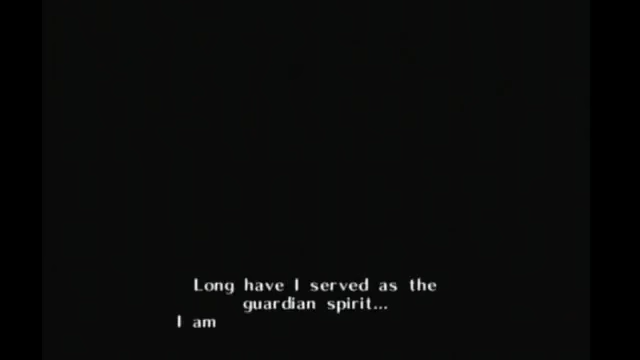 Long have I served as the
guardian spirit...
I am